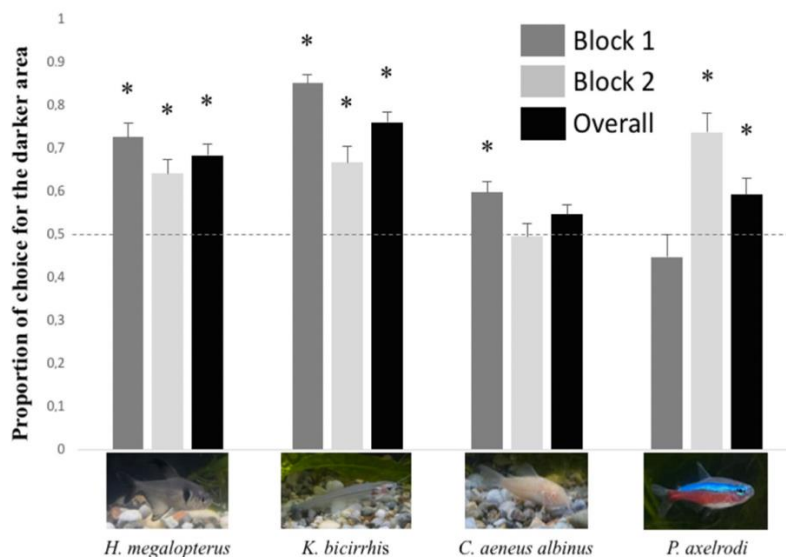 Proportion of choice for the darker area
1
0.9
0.8
0.7
0.6
0,5
0,4
0,3
0,2
0,1
0
Block 1
Block 2
Overall
*
*
*
*
*
*
*
*
*
H. megalopterus
K. bicirrhis
C. aeneus albinus
P. axelrodi